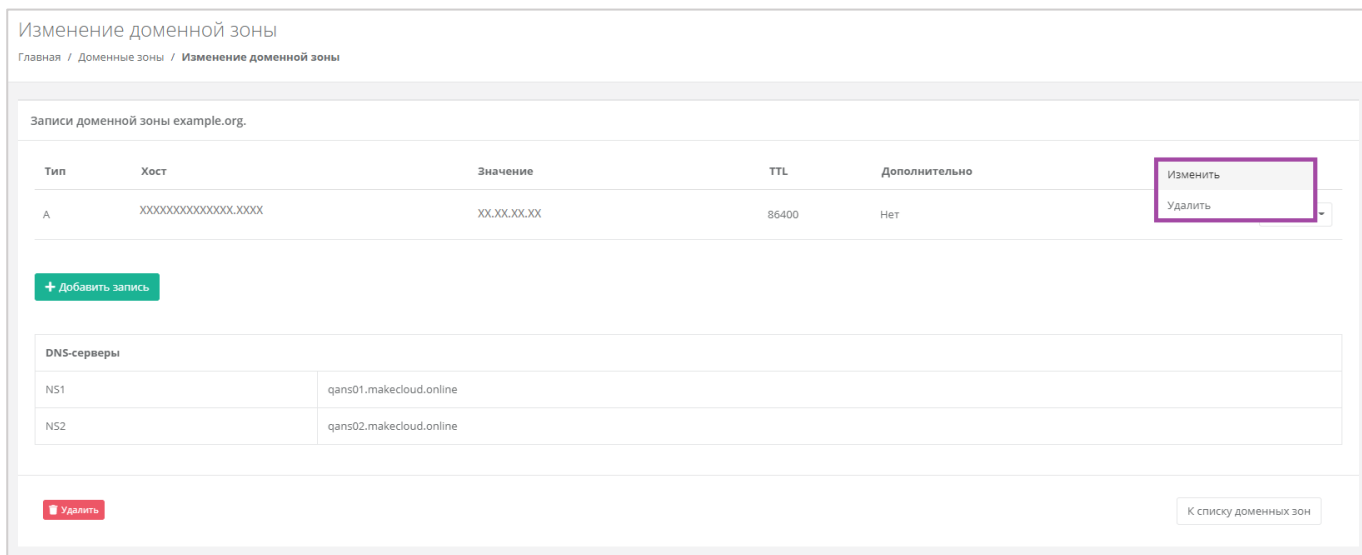 Изменение доменной зоны
Главная / Доменные зоны / Изменение доменной зоны
Записи доменной зоны example.org.
Тип Хост Значение TTL Дополнительно
Изменить
A XXXXXXXXXXXXXX.XXXX XX.XX.XX.XX 86400 Нет Удалить
Добавить запись
DNS-серверы
NS1 qans01.makecloud.online
NS2 qans02.makecloud.online
Удалить К списку доменных зон